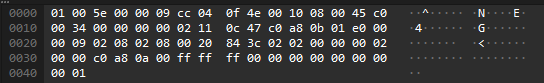 0000 01 00 5e 00 00 09 cc 04 0f 4e 00 10 08 00 45 c0 ··^·· ···N···E·
0010 00 34 00 00 00 00 02 11 0c 47 c0 a8 0b 01 e0 00 ·4·····G······
0020 00 09 02 08 02 08 00 20 84 3c 02 02 00 00 00 02 ······· ·<······
0030 00 00 c0 a8 0a 00 ff ff ff 00 00 00 00 00 00 00
0040 00 01 ··